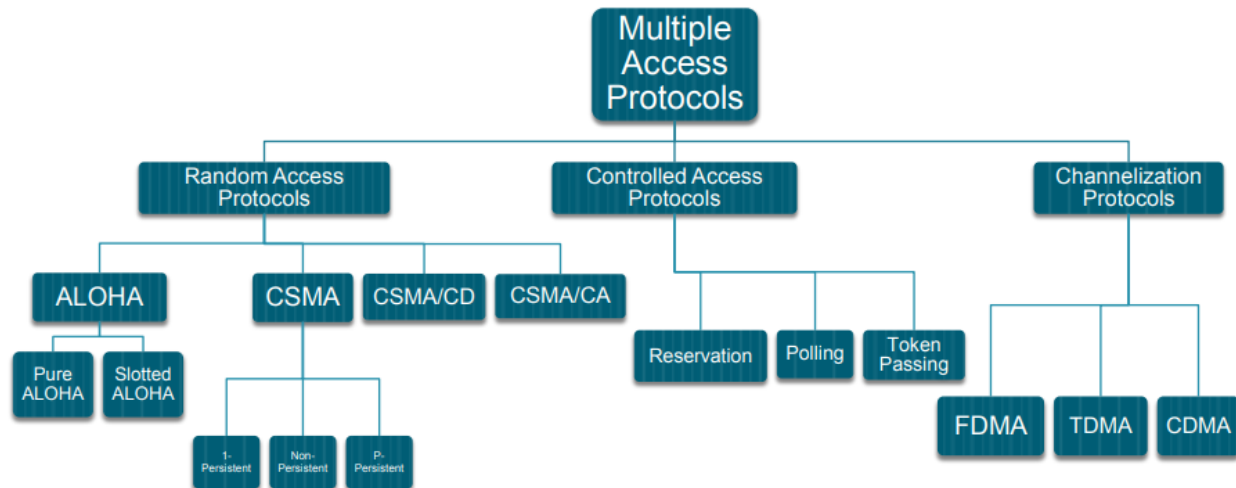 Multiple
Access
Protocols
Random Access
Protocols
Controlled Access
Protocols
Channelization
Protocols
ALOHA
CSMA
CSMA/CD
CSMA/CA
Reservation
Polling
Token
Passing
Pure
ALOHA
Slotted
ALOHA
FDMA
TDMA
CDMA
1-
Persistent
Non-
Persistent
P-
Persistent